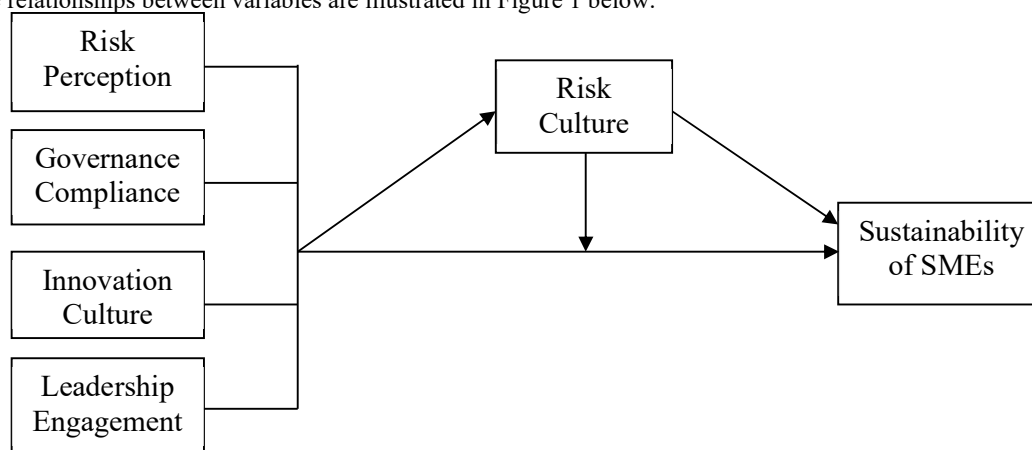 relationships between variables are illustrated in Figure 1 below.
Risk
Perception
Governance
Compliance
Innovation
Culture
Leadership
Engagement
Risk
Culture
Sustainability
of SMEs